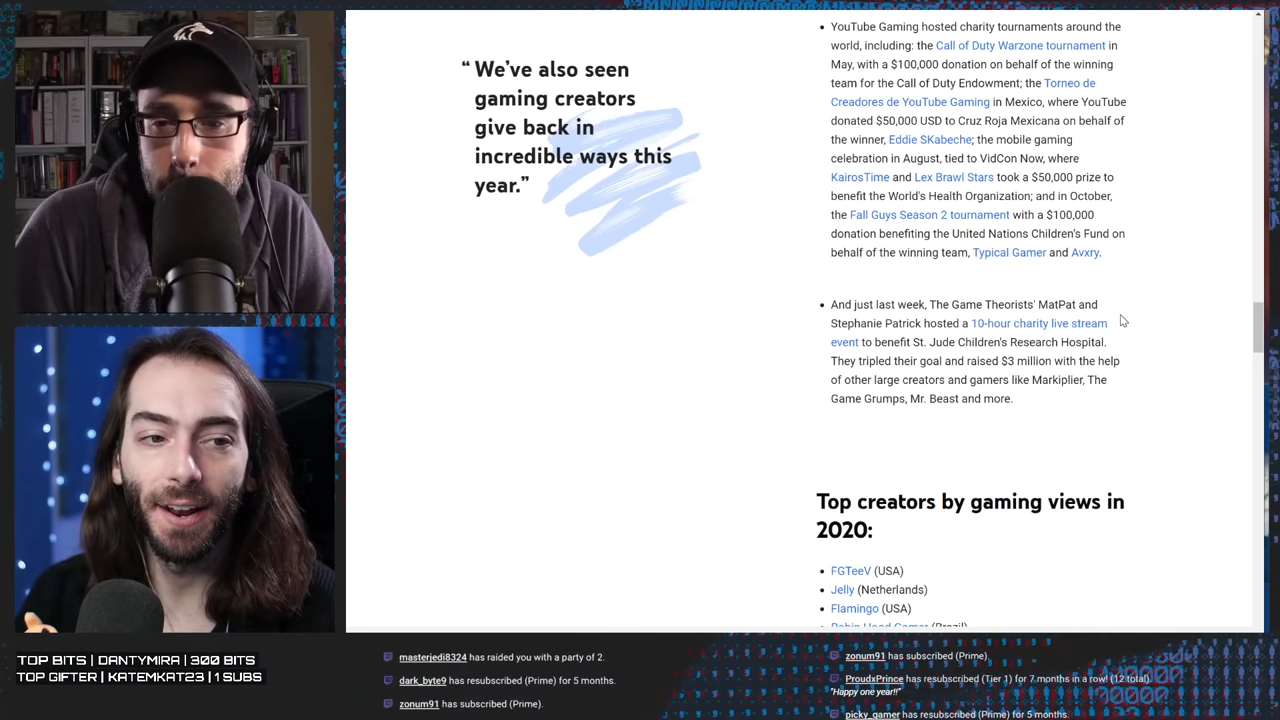 “ We’ve also seen
gaming creators
give back in
incredible ways this
year.”
YouTube Gaming hosted charity tournaments around the
world, including: the Call of Duty Warzone tournament in
May, with a $100,000 donation on behalf of the winning
team for the Call of Duty Endowment; the Torneo de
Creadores de YouTube Gaming in Mexico, where YouTube
donated $50,000 USD to Cruz Roja Mexicana on behalf of
the winner, Eddie SKabeche; the mobile gaming
celebration in August, tied to VidCon Now, where
KairosTime and Lex Brawl Stars took a $50,000 prize to
benefit the World's Health Organization; and in October,
the Fall Guys Season 2 tournament with a $100,000
donation benefiting the United Nations Children’s Fund on
behalf of the winning team, Typical Gamer and Avxry.
And just last week, The Game Theorists' MatPat and
Stephanie Patrick hosted a 10-hour charity live stream
event to benefit St. Jude Children's Research Hospital.
They tripled their goal and raised $3 million with the help
of other large creators and gamers like Markiplier, The
Game Grumps, Mr. Beast and more.
Top creators by gaming views in
2020:
FGTeeV (USA)
Jelly (Netherlands)
Flamingo (USA)
Robin Hood Gamer (Brazil)
TOP BITS | DANTYMIRA | 300 BITS
TOP GIFTER | KATEMKAT23 | 1 SUBS
masterjedi8324 has raided you with a party of 2.
dark_byte9 has resubscribed (Prime) for 5 months.
zonum91 has subscribed (Prime).
zonum91 has subscribed (Prime).
ProudxPrince has resubscribed (Tier 1) for 7 months in a row! (12 total).
"Happy one year!!"
picky_gamer has resubscribed (Prime) for 5 months.